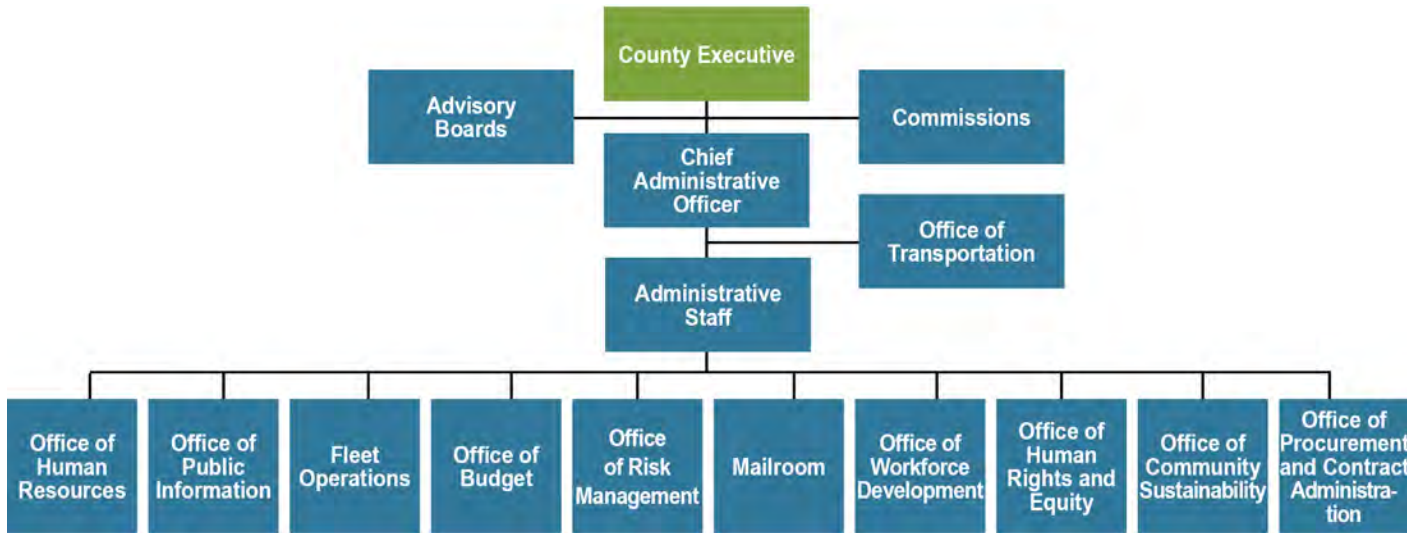 County Executive
Advisory
Boards
Commissions
Chief
Administrative
Officer
Office of
Transportation
Administrative
Staff
Office of
Human
Resources
Office of
Public
Information
Fleet
Operations
Office of
Budget
Office
of Risk
Management
Mailroom
Office of
Workforce
Development
Office of
Human
Rights and
Equity
Office of
Community
Sustainability
Office of
Procurement
and Contract
Administra-
tion